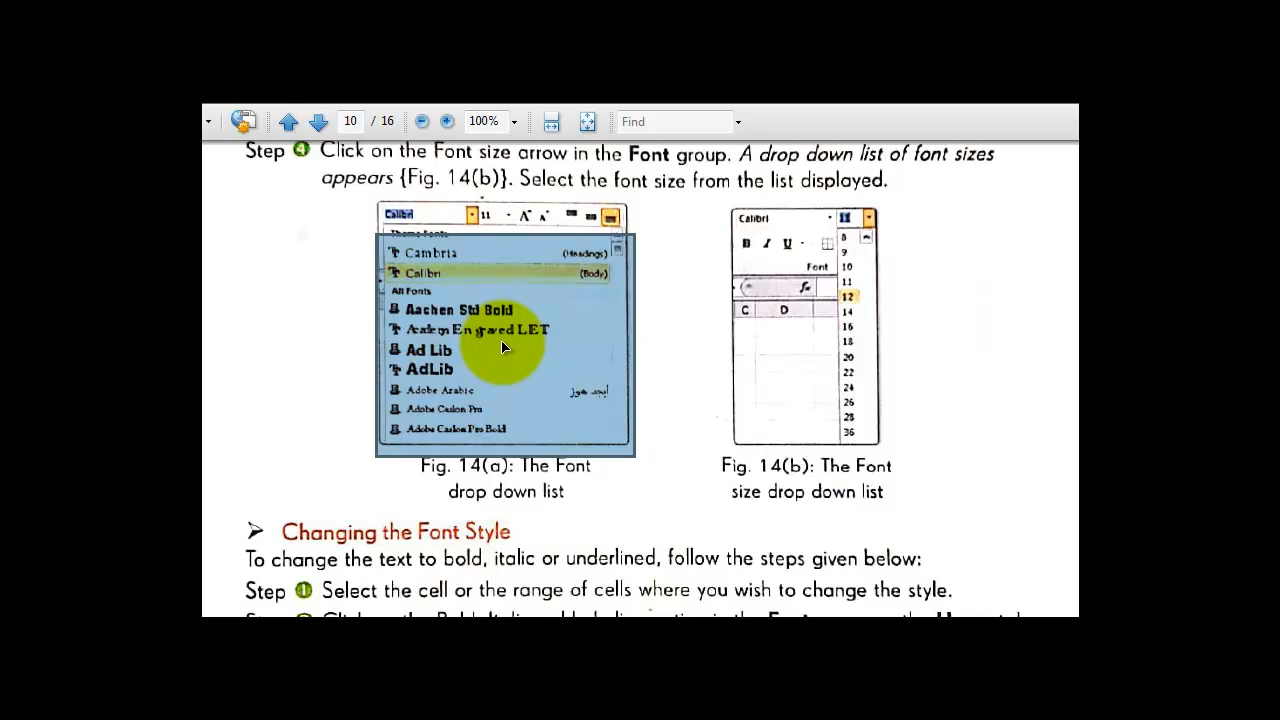 10 / 16 100% Find
Step 4 Click on the Font size arrow in the Font group. A drop down list of font sizes
appears {Fig. 14(b)}. Select the font size from the list displayed.
Calibri 11 A A
Theme Fonts
Cambria (Headings)
Calibri (Body)
All Fonts
Aachen Std Bold
Academy Engraved LET
Ad Lib
AdLib
Adobe Arabic أبجد هوز
Adobe Caslon Pro
Adobe Caslon Pro Bold
Fig. 14(a): The Font
drop down list
Calibri 11
B I U
Font
fx
C D
8
9
10
11
12
14
16
18
20
22
24
26
28
36
Fig. 14(b): The Font
size drop down list
➢ Changing the Font Style
To change the text to bold, italic or underlined, follow the steps given below:
Step 1 Select the cell or the range of cells where you wish to change the style.